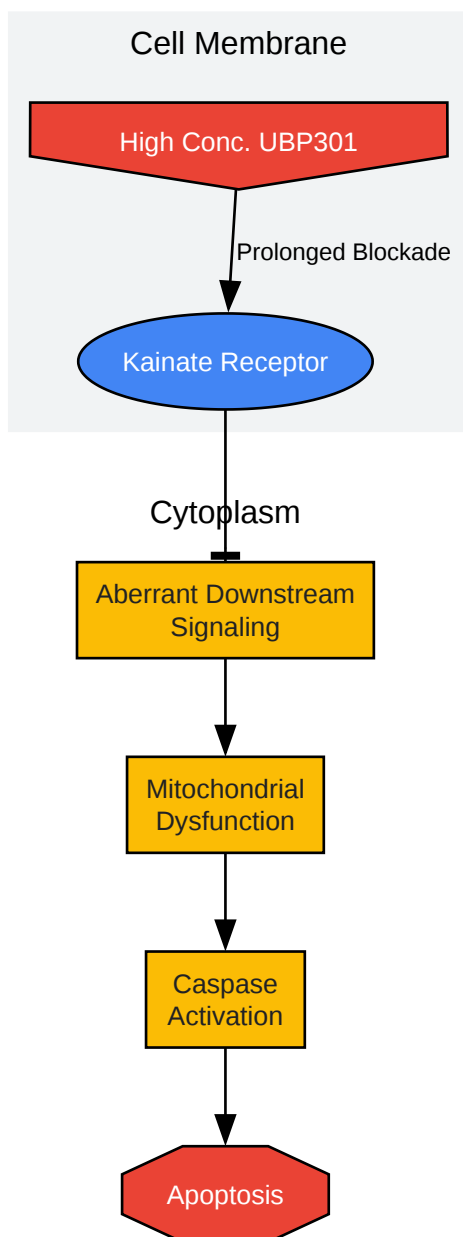 Cell Membrane
High Conc. UBP301
Prolonged Blockade
Kainate Receptor
Cytoplasm
Aberrant Downstream
Signaling
Mitochondrial
Dysfunction
Caspase
Activation
Apoptosis